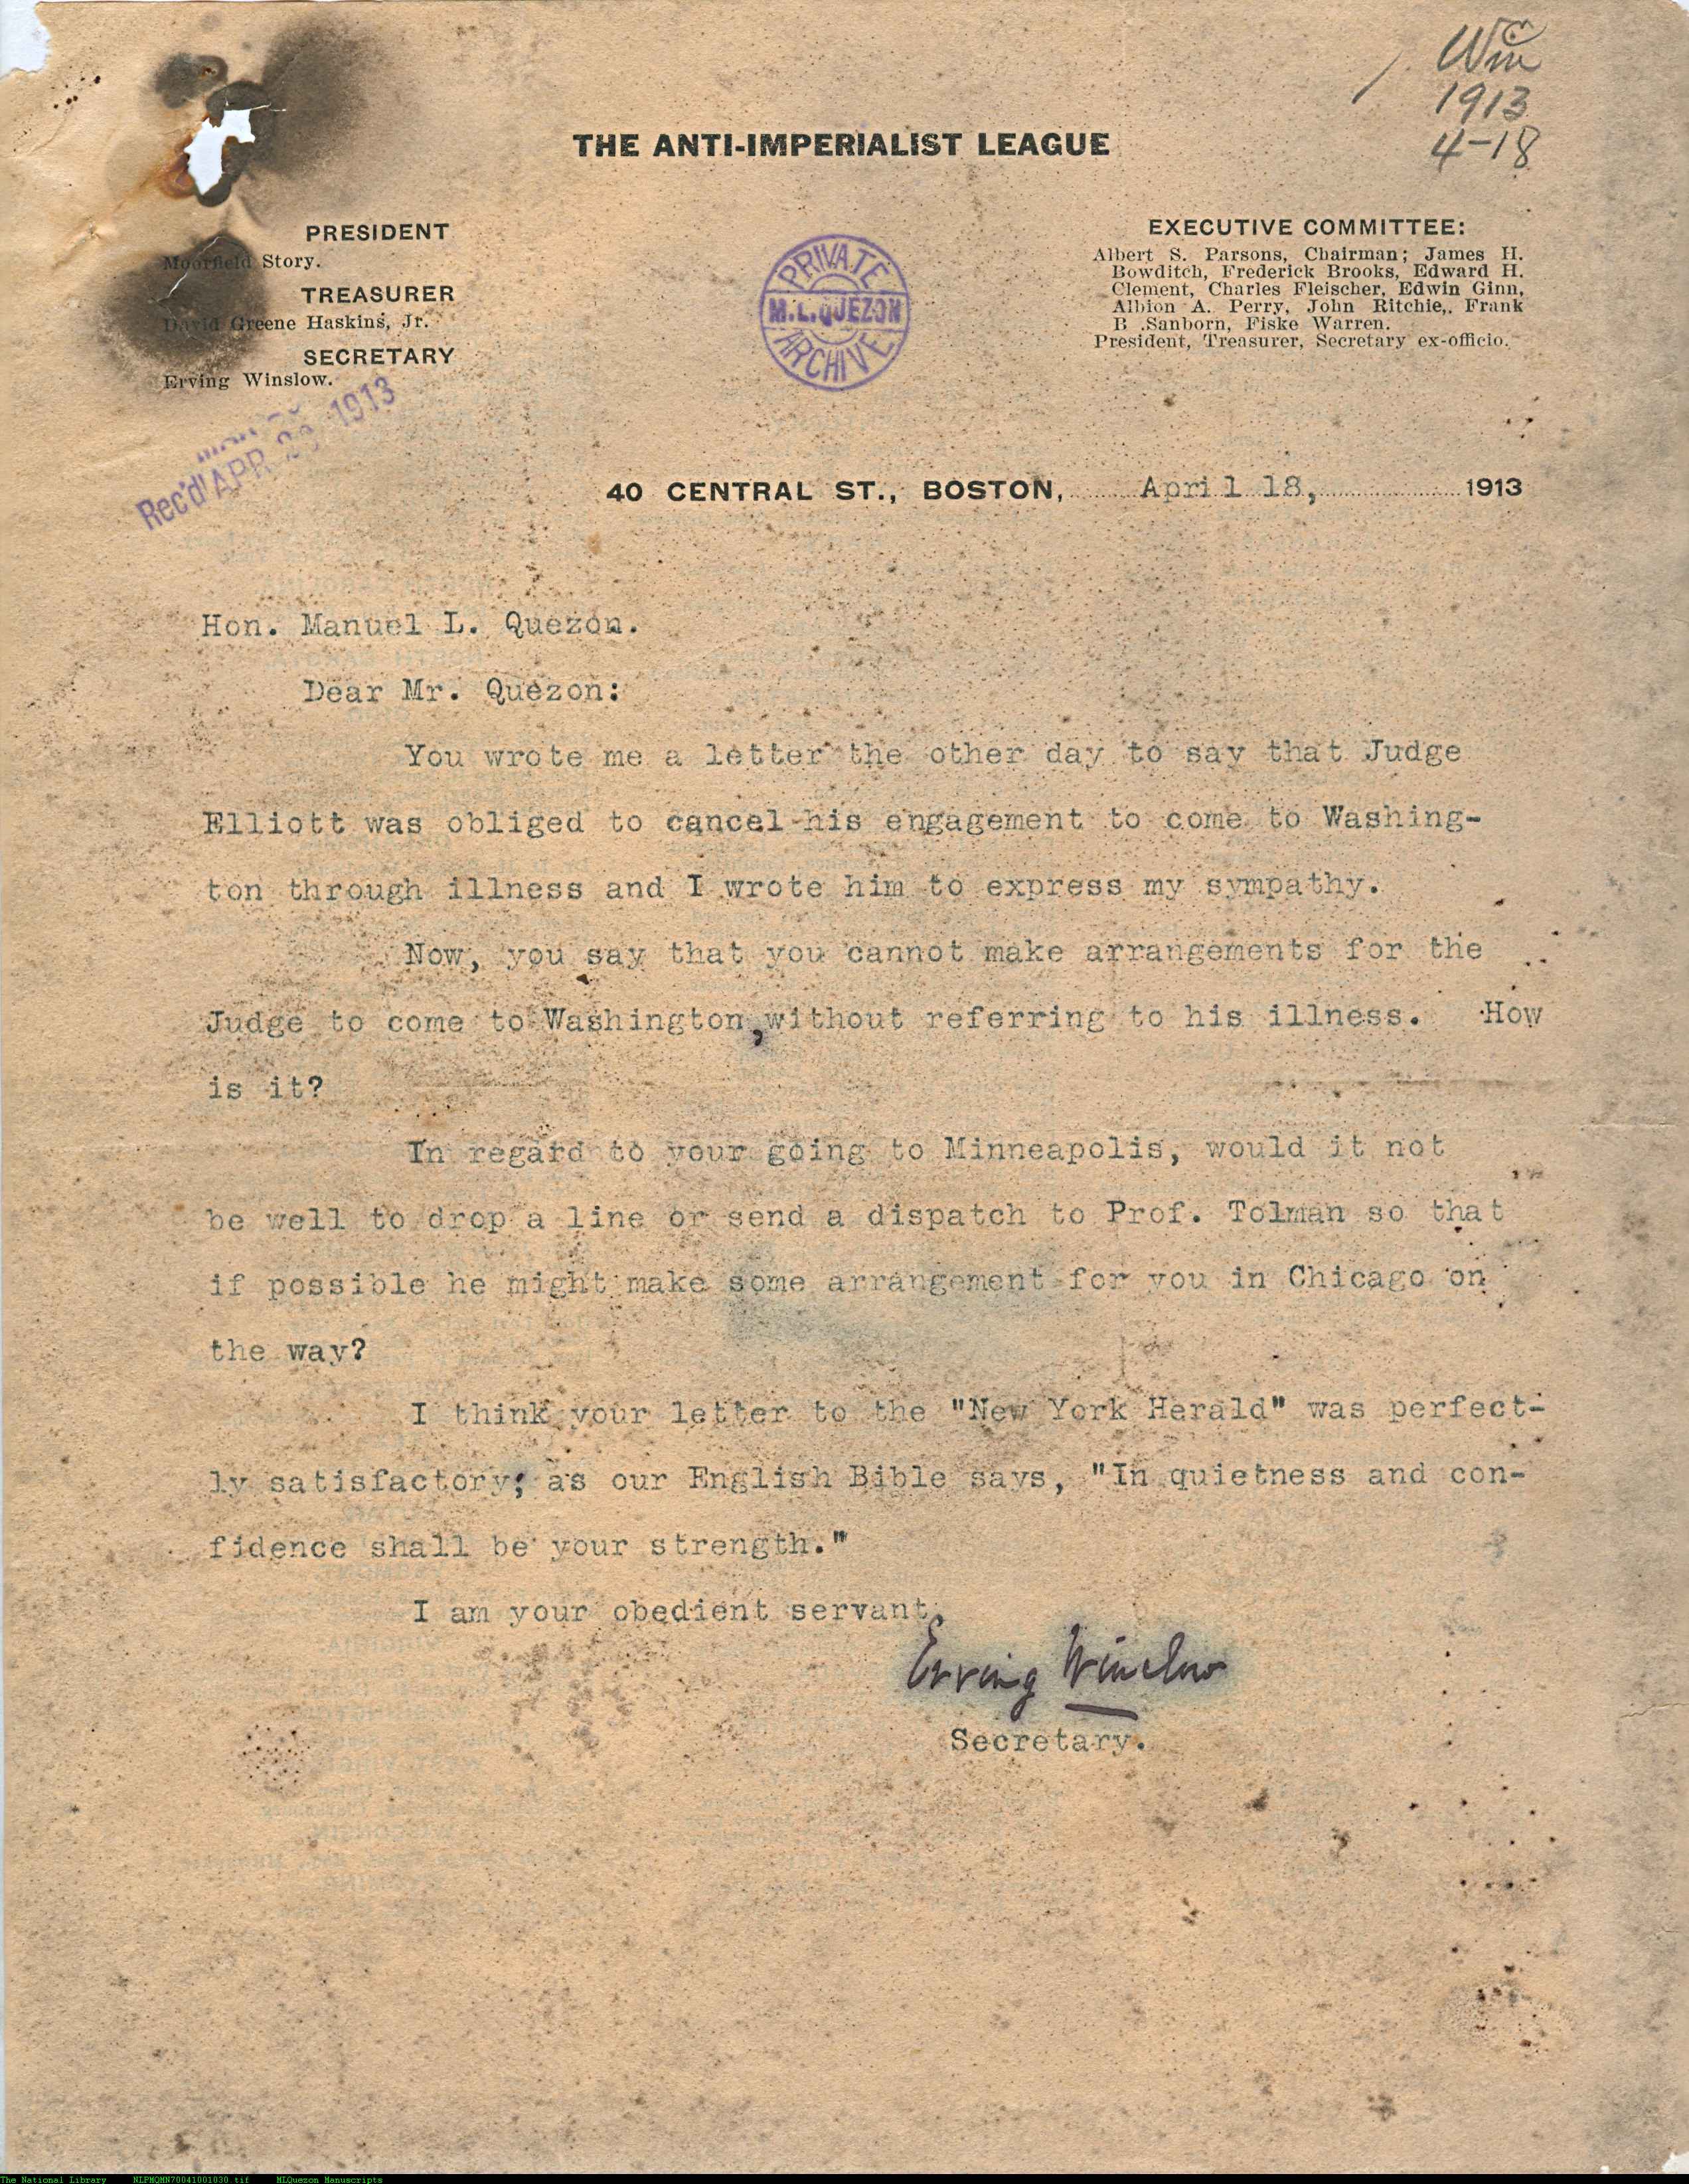 Win
1913
4-18
THE ANTI-IMPERIALIST LEAGUE
PRESIDENT
Moorfield Story.
TREASURER
David Greene Haskins, Jr.
SECRETARY
Erving Winslow.
PRIVATE
M.L.QUEZON
ARCHIVE
EXECUTIVE COMMITTEE:
Albert S. Parsons, Chairman; James H.
Bowditch, Frederick Brooks, Edward H.
Clement, Charles Fleischer, Edwin Ginn,
Albion A. Perry, John Ritchie,. Frank
B .Sanborn, Fiske Warren.
President, Treasurer, Secretary ex-officio.
Rec'd APR 1913
40 CENTRAL ST., BOSTON, April 18, 1913
Hon. Manuel L. Quezon.
Dear Mr. Quezon:
You wrote me a letter the other day to say that Judge
Elliott was obliged to cancel his engagement to come to Washing-
ton through illness and I wrote him to express my sympathy.
Now, you say that you cannot make arrangements for the
Judge to come to Washington, without referring to his illness. How
is it?
In regard to your going to Minneapolis, would it not
be well to drop a line or send a dispatch to Prof. Tolman so that
if possible he might make some arrangement for you in Chicago on
the way?
I think your letter to the "New York Herald" was perfect-
ly satisfactory; as our English Bible says, "In quietness and con-
fidence shall be your strength."
I am your obedient servant,
Erving Winslow
Secretary.
The National Library NLPMQMN70041001030.tif MLQuezon Manuscripts